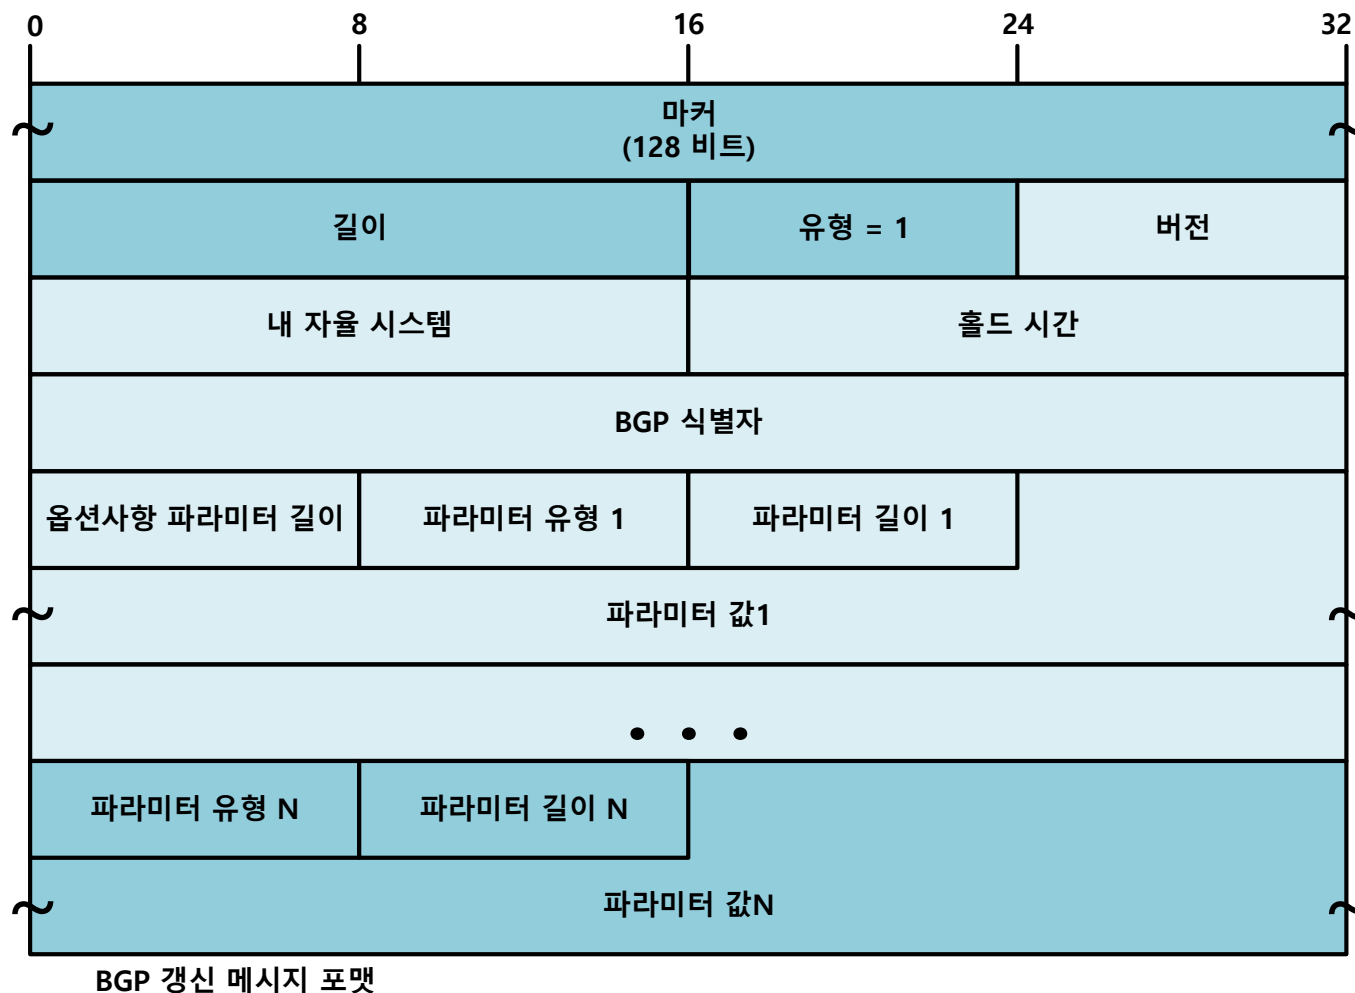 0 8 16 24 32
마커
(128 비트)
길이 유형 = 1 버전
내 자율 시스템 홀드 시간
BGP 식별자
옵션사항 파라미터 길이 파라미터 유형 1 파라미터 길이 1
파라미터 값1
• • •
파라미터 유형 N 파라미터 길이 N
파라미터 값N
BGP 갱신 메시지 포맷